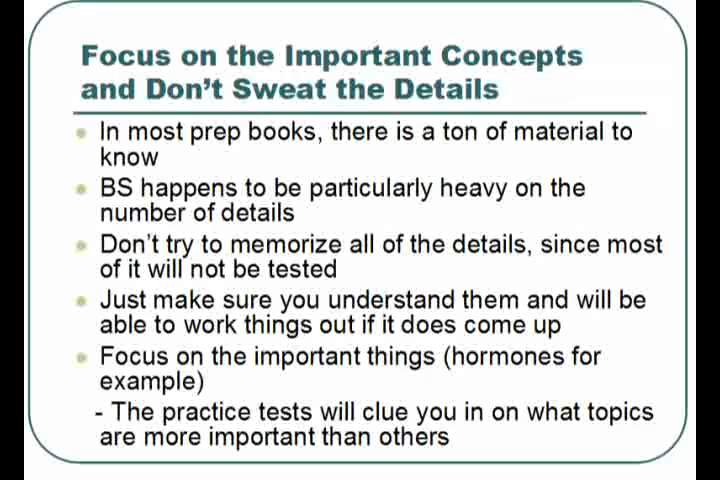 Focus on the Important Concepts
and Don't Sweat the Details
In most prep books, there is a ton of material to
know
BS happens to be particularly heavy on the
number of details
Don't try to memorize all of the details, since most
of it will not be tested
Just make sure you understand them and will be
able to work things out if it does come up
Focus on the important things (hormones for
example)
- The practice tests will clue you in on what topics
are more important than others